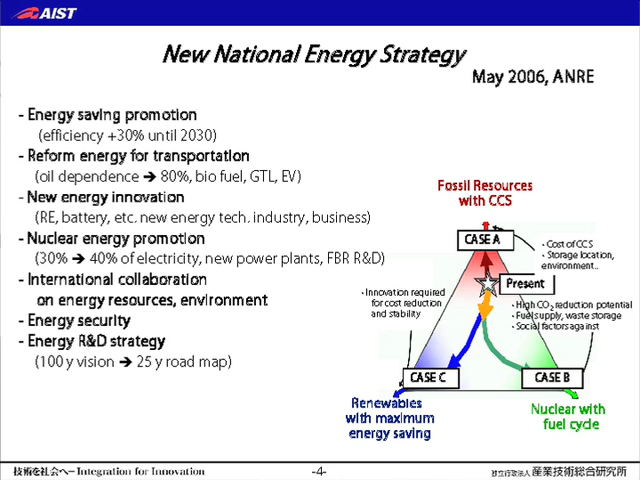 AIST
New National Energy Strategy
May 2006, ANRE
- Energy saving promotion
(efficiency +30% until 2030)
- Reform energy for transportation
(oil dependence ➔ 80%, bio fuel, GTL, EV)
- New energy innovation
(RE, battery, etc. new energy tech. industry, business)
- Nuclear energy promotion
(30% ➔ 40% of electricity, new power plants, FBR R&D)
- International collaboration
on energy resources, environment
- Energy security
- Energy R&D strategy
(100 y vision ➔ 25 y road map)
Fossil Resources
with CCS
CASE A
· Cost of CCS
· Storage location,
environment...
Present
· Innovation required
for cost reduction
and stability
· High CO2 reduction potential
· Fuel supply, waste storage
· Social factors against
CASE C
CASE B
Renewables
with maximum
energy saving
Nuclear with
fuel cycle
技術を社会へ－Integration for Innovation
-4-
独立行政法人 産業技術総合研究所